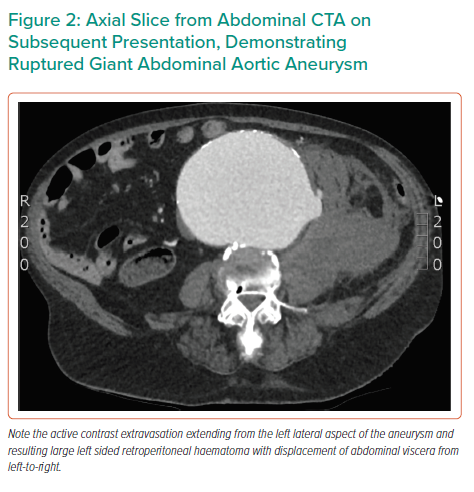 Figure 2: Axial Slice from Abdominal CTA on
Subsequent Presentation, Demonstrating
Ruptured Giant Abdominal Aortic Aneurysm
R
2
0
0
L
2
0
0
Note the active contrast extravasation extending from the left lateral aspect of the aneurysm and
resulting large left sided retroperitoneal haematoma with displacement of abdominal viscera from
left-to-right.